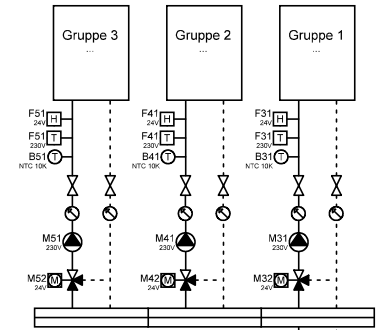 Gruppe 3
...
Gruppe 2
...
Gruppe 1
...
F51
24V
H
F41
24V
H
F31
24V
H
F51
230V
T
F41
230V
T
F31
230V
T
B51
NTC 10K
T
B41
NTC 10K
T
B31
NTC 10K
T
M51
230V
M41
230V
M31
230V
M52
24V
M
M42
24V
M
M32
24V
M